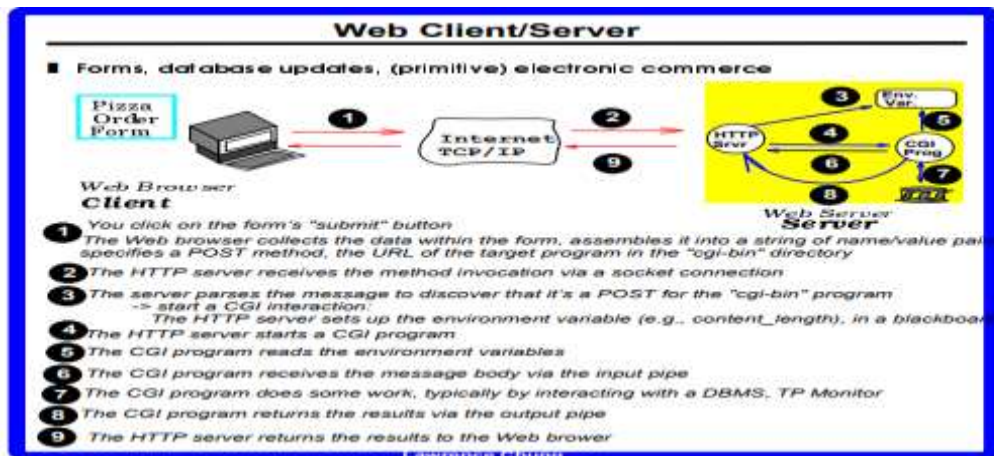 Web Client/Server
Forms, database updates, (primitive) electronic commerce
Pizza
Order
Form
1
2
3
Env.
Var.
5
Internet
TCP/IP
HTTP
Srvr
4
CGI
Prog
9
6
7
8
Web Browser
Client
Web Server
Server
1 You click on the form's "submit" button
The Web browser collects the data within the form, assembles it into a string of name/value pai
specifies a POST method, the URL of the target program in the "cgi-bin" directory
2 The HTTP server receives the method invocation via a socket connection
3 The server parses the message to discover that it's a POST for the "cgi-bin" program
-> start a CGI interaction:
The HTTP server sets up the environment variable (e.g., content_length), in a blackboar
4 The HTTP server starts a CGI program
5 The CGI program reads the environment variables
6 The CGI program receives the message body via the input pipe
7 The CGI program does some work, typically by interacting with a DBMS, TP Monitor
8 The CGI program returns the results via the output pipe
9 The HTTP server returns the results to the Web brower
Lawrence Chung